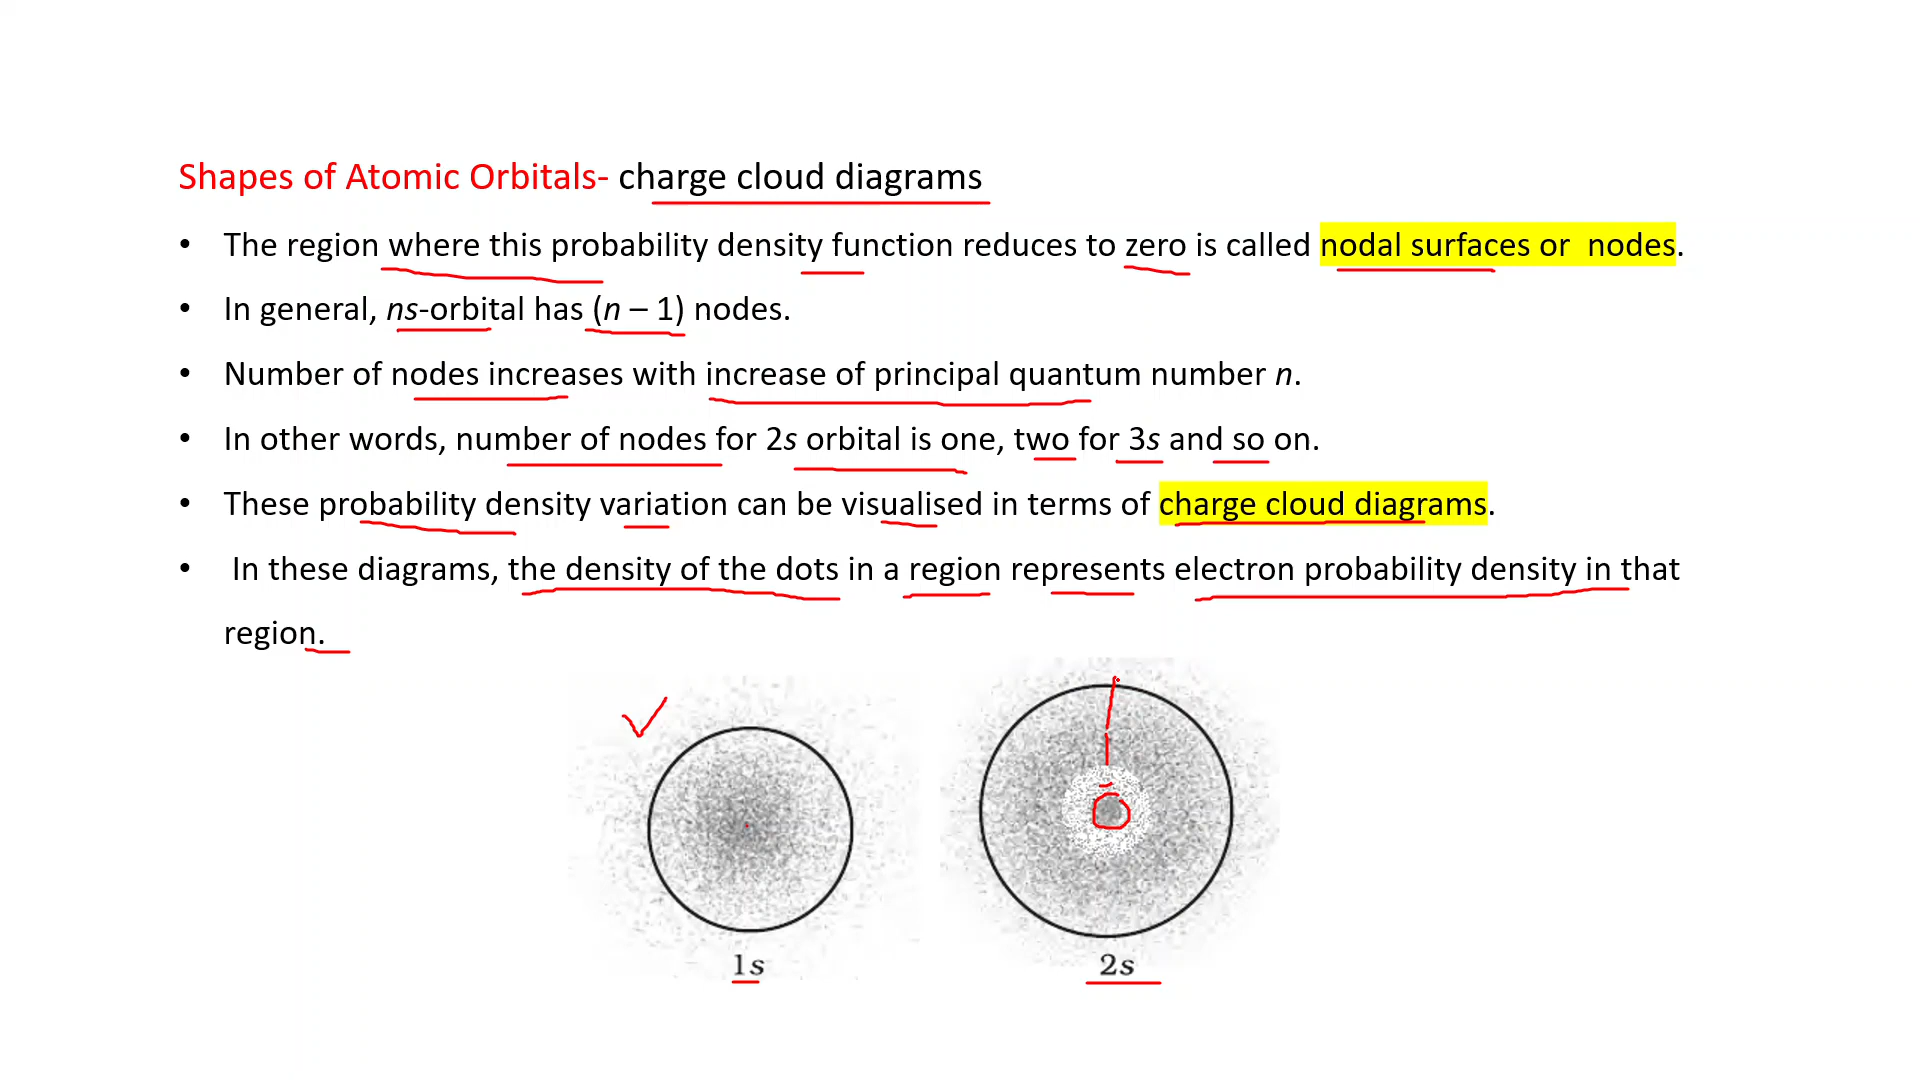 Shapes of Atomic Orbitals- charge cloud diagrams
• The region where this probability density function reduces to zero is called nodal surfaces or  nodes.
• In general, ns-orbital has (n – 1) nodes.
• Number of nodes increases with increase of principal quantum number n.
• In other words, number of nodes for 2s orbital is one, two for 3s and so on.
• These probability density variation can be visualised in terms of charge cloud diagrams.
• In these diagrams, the density of the dots in a region represents electron probability density in that
region.
1s 2s